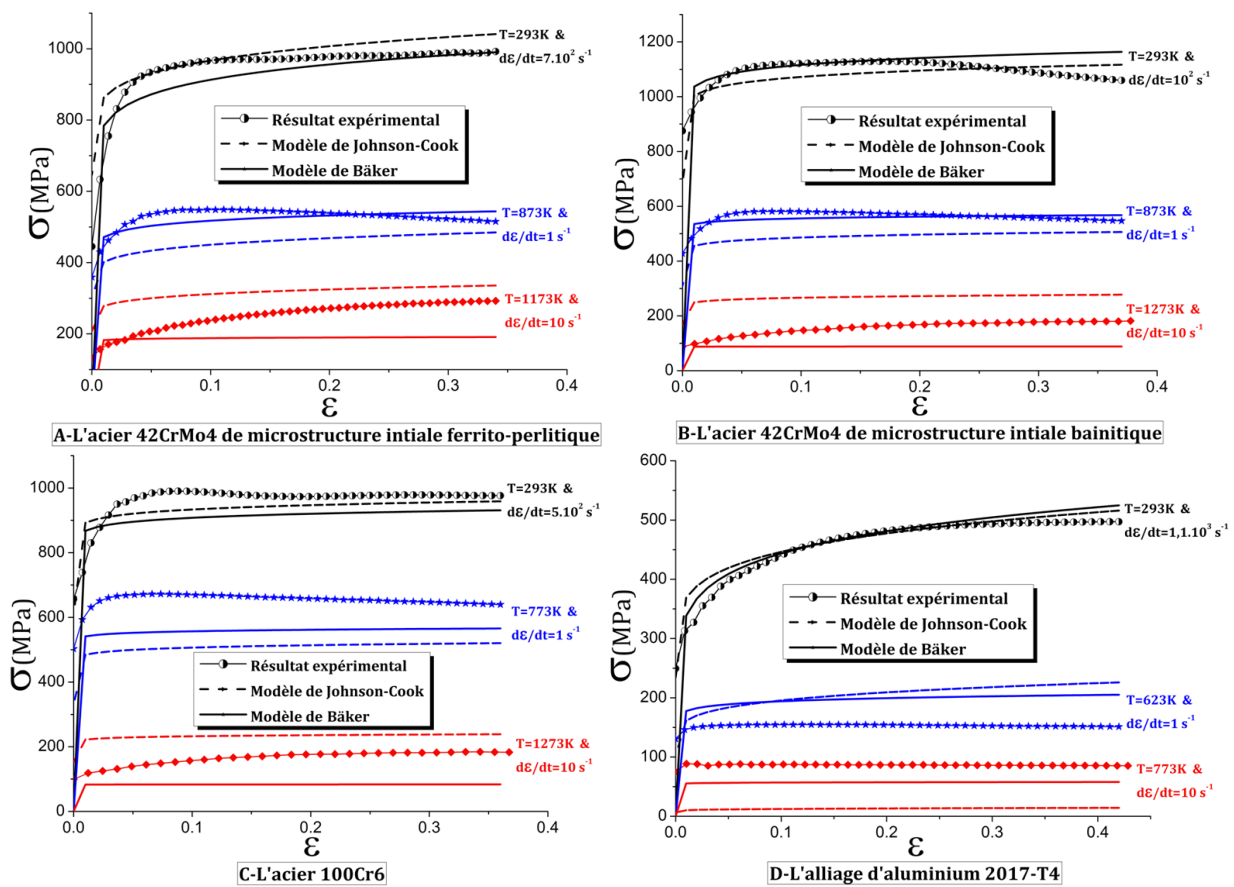 1000
800
600
400
200
0.0
0.1
0.2
0.3
0.4
σ(MPa)
ε
T=293K &
dε/dt=7.10² s⁻¹
Résultat expérimental
Modèle de Johnson-Cook
Modèle de Bäker
T=873K &
dε/dt=1 s⁻¹
T=1173K &
dε/dt=10 s⁻¹
A-L'acier 42CrMo4 de microstructure intiale ferrito-perlitique
1200
1000
800
600
400
200
0
0.0
0.1
0.2
0.3
0.4
σ(MPa)
ε
T=293K &
dε/dt=10² s⁻¹
Résultat expérimental
Modèle de Johnson-Cook
Modèle de Bäker
T=873K &
dε/dt=1 s⁻¹
T=1273K &
dε/dt=10 s⁻¹
B-L'acier 42CrMo4 de microstructure intiale bainitique
1000
800
600
400
200
0
0.0
0.1
0.2
0.3
0.4
σ(MPa)
ε
T=293K &
dε/dt=5.10² s⁻¹
T=773K &
dε/dt=1 s⁻¹
Résultat expérimental
Modèle de Johnson-Cook
Modèle de Bäker
T=1273K &
dε/dt=10 s⁻¹
C-L'acier 100Cr6
600
500
400
300
200
100
0
0.0
0.1
0.2
0.3
0.4
σ(MPa)
ε
T=293K &
dε/dt=1,1.10³ s⁻¹
Résultat expérimental
Modèle de Johnson-Cook
Modèle de Bäker
T=623K &
dε/dt=1 s⁻¹
T=773K &
dε/dt=10 s⁻¹
D-L'alliage d'aluminium 2017-T4